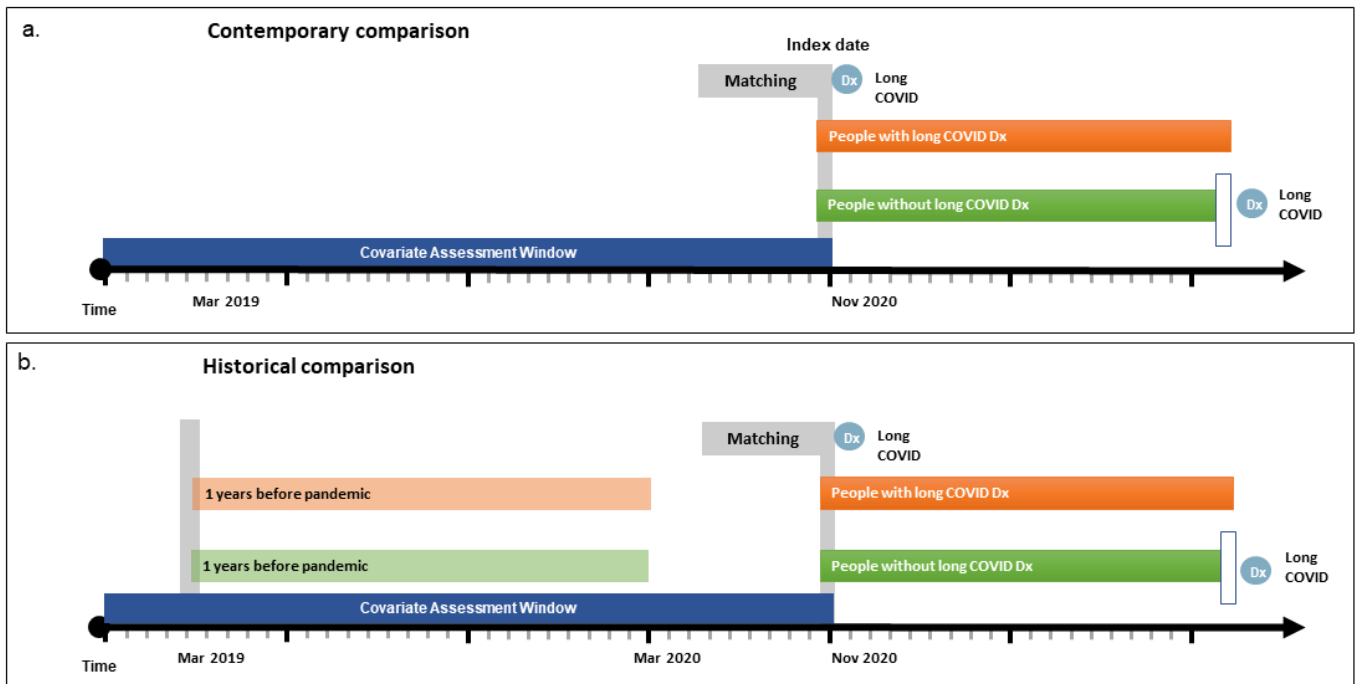 a.
Contemporary comparison
Index date
Matching
Dx
Long
COVID
People with long COVID Dx
People without long COVID Dx
Dx
Long
COVID
Covariate Assessment Window
Time
Mar 2019
Nov 2020
b.
Historical comparison
Matching
Dx
Long
COVID
1 years before pandemic
People with long COVID Dx
1 years before pandemic
People without long COVID Dx
Dx
Long
COVID
Covariate Assessment Window
Time
Mar 2019
Mar 2020
Nov 2020